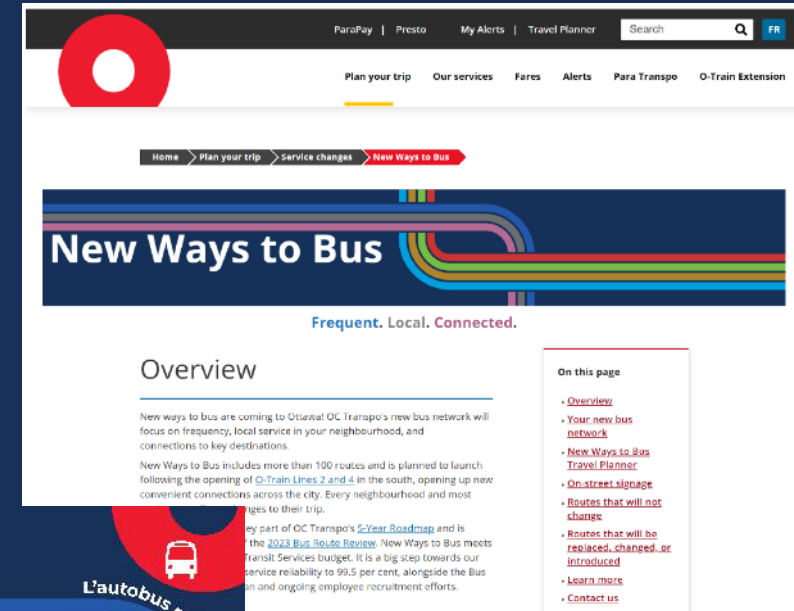 ParaPay | Presto My Alerts | Travel Planner Search FR
Plan your trip Our services Fares Alerts Para Transpo O-Train Extension
Home Plan your trip Service changes New Ways to Bus
New Ways to Bus
Frequent. Local. Connected.
Overview
New ways to bus are coming to Ottawa! OC Transpo's new bus network will
focus on frequency, local service in your neighbourhood, and
connections to key destinations.
New Ways to Bus includes more than 100 routes and is planned to launch
following the opening of O-Train Lines 2 and 4 in the south, opening up new
convenient connections across the city. Every neighbourhood and most
to their trip.
part of OC Transpo's 5-Year Roadmap and is
the 2023 Bus Route Review. New Ways to Bus meets
Transit Services budget. It is a big step towards our
service reliability to 99.5 per cent, alongside the Bus
and ongoing employee recruitment efforts.
On this page
Overview
Your new bus
network
New Ways to Bus
Travel Planner
On-street signage
Routes that will not
change
Routes that will be
replaced, changed, or
introduced
Learn more
Contact us
L'autobus